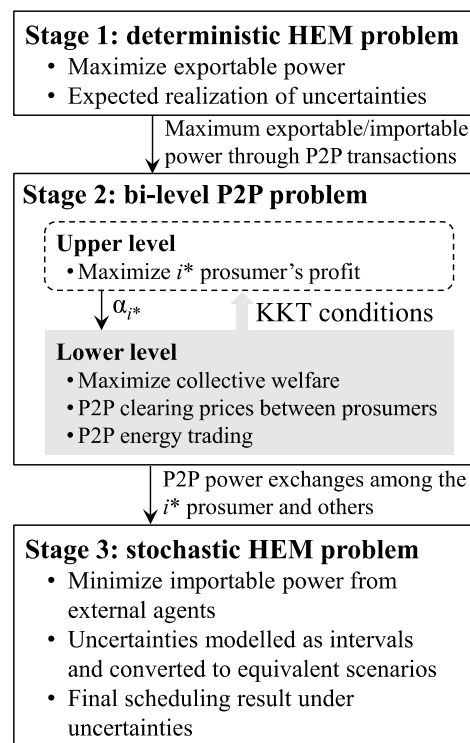 Stage 1: deterministic HEM problem
• Maximize exportable power
• Expected realization of uncertainties
Maximum exportable/importable
power through P2P transactions
Stage 2: bi-level P2P problem
Upper level
• Maximize i* prosumer's profit
α_i*
KKT conditions
Lower level
• Maximize collective welfare
• P2P clearing prices between prosumers
• P2P energy trading
P2P power exchanges among the
i* prosumer and others
Stage 3: stochastic HEM problem
• Minimize importable power from
external agents
• Uncertainties modelled as intervals
and converted to equivalent scenarios
• Final scheduling result under
uncertainties